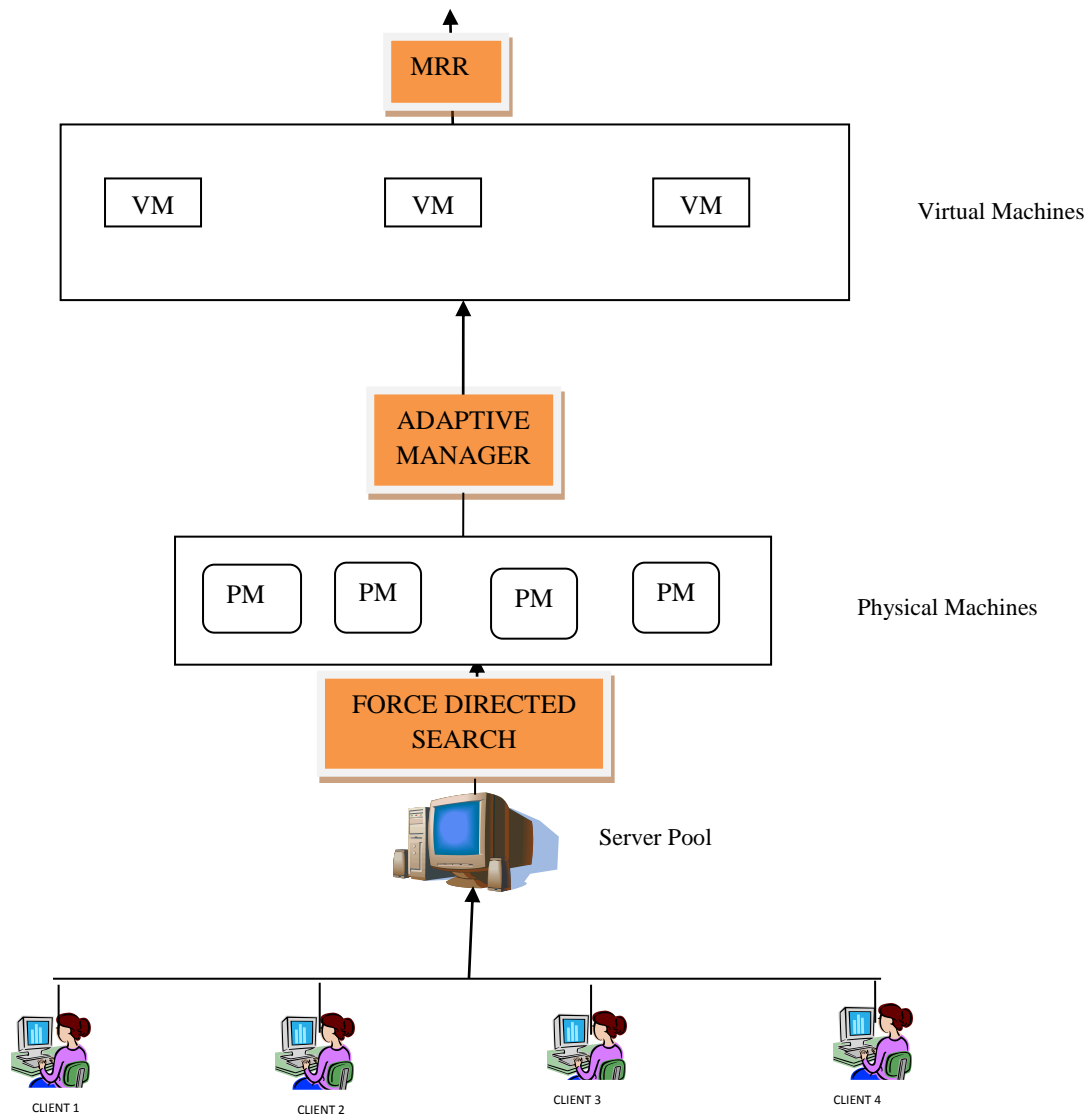 MRR
VM VM VM
Virtual Machines
ADAPTIVE
MANAGER
PM PM PM PM
Physical Machines
FORCE DIRECTED
SEARCH
Server Pool
CLIENT 1 CLIENT 2 CLIENT 3 CLIENT 4